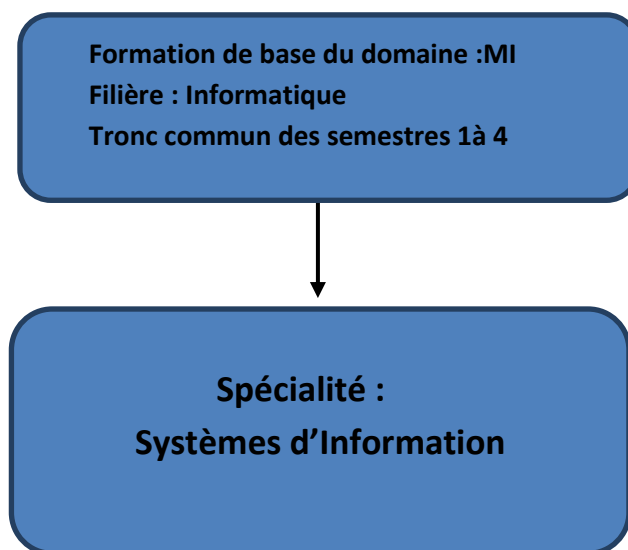 Formation de base du domaine :MI
Filière : Informatique
Tronc commun des semestres 1à 4
Spécialité :
Systèmes d’Information